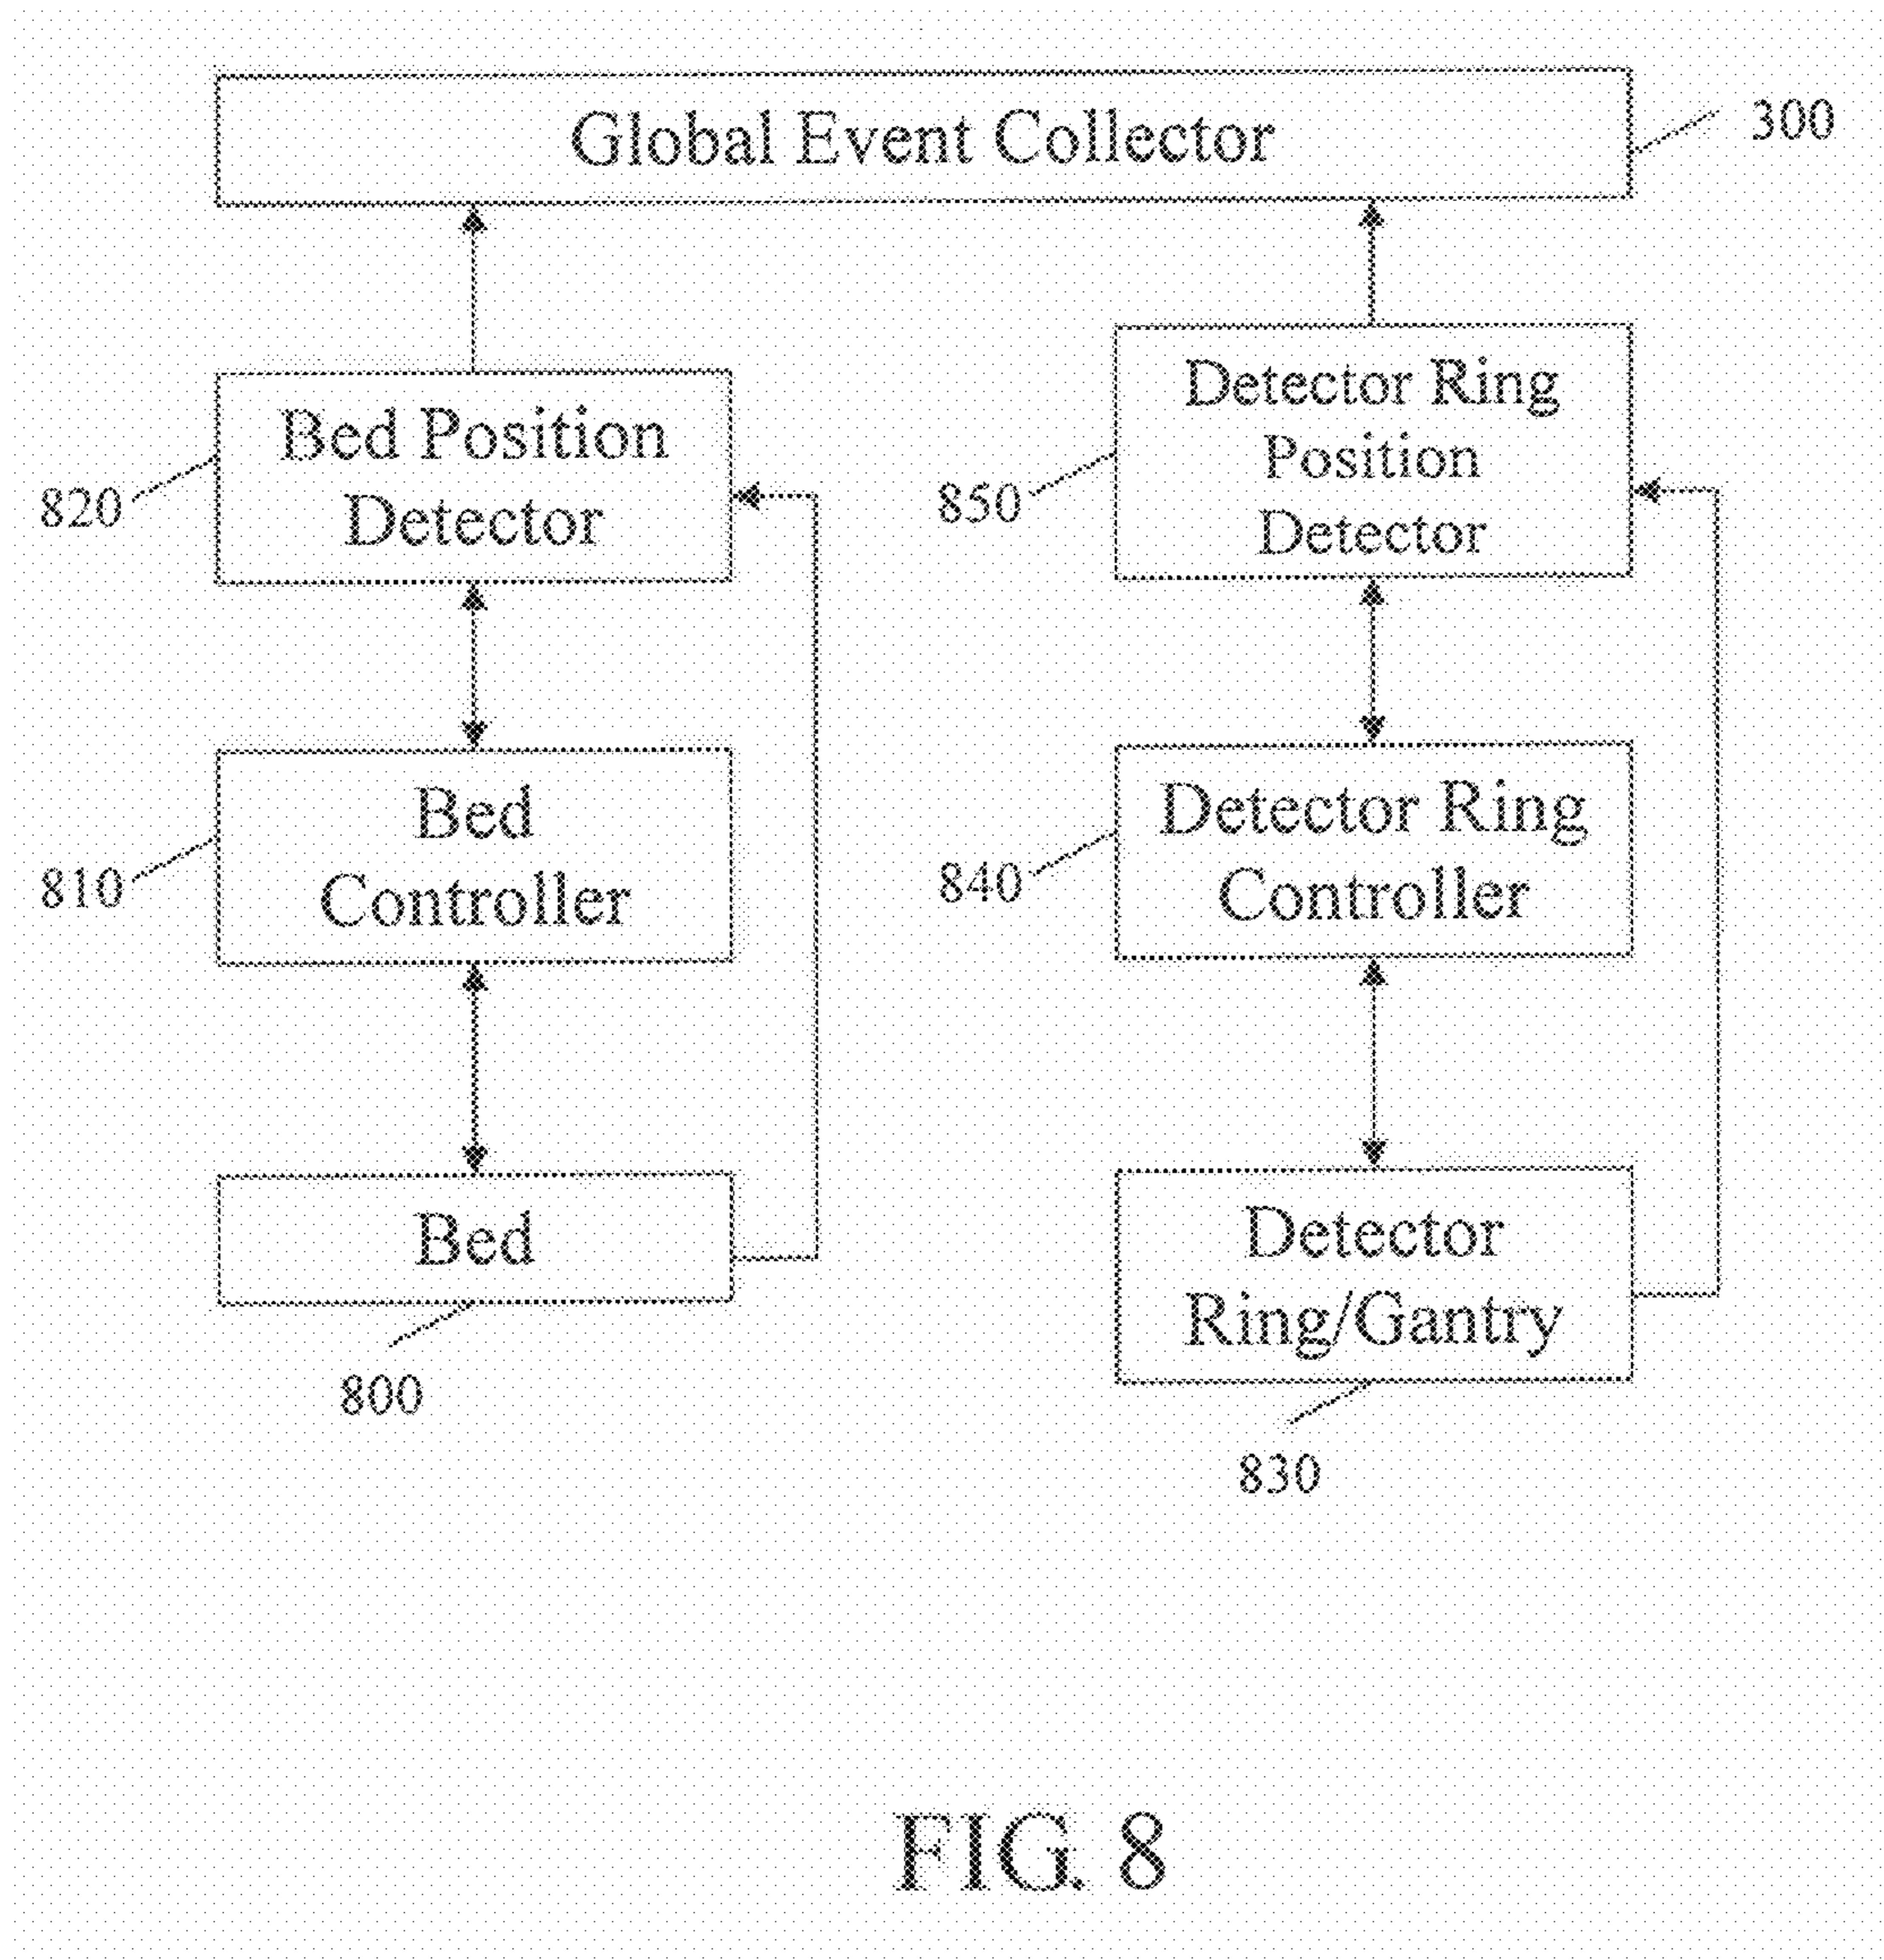 Global Event Collector
300
Bed Position
Detector
820
Detector Ring
Position
Detector
850
Bed
Controller
810
Detector Ring
Controller
840
Bed
800
Detector
Ring/Gantry
830
FIG. 8